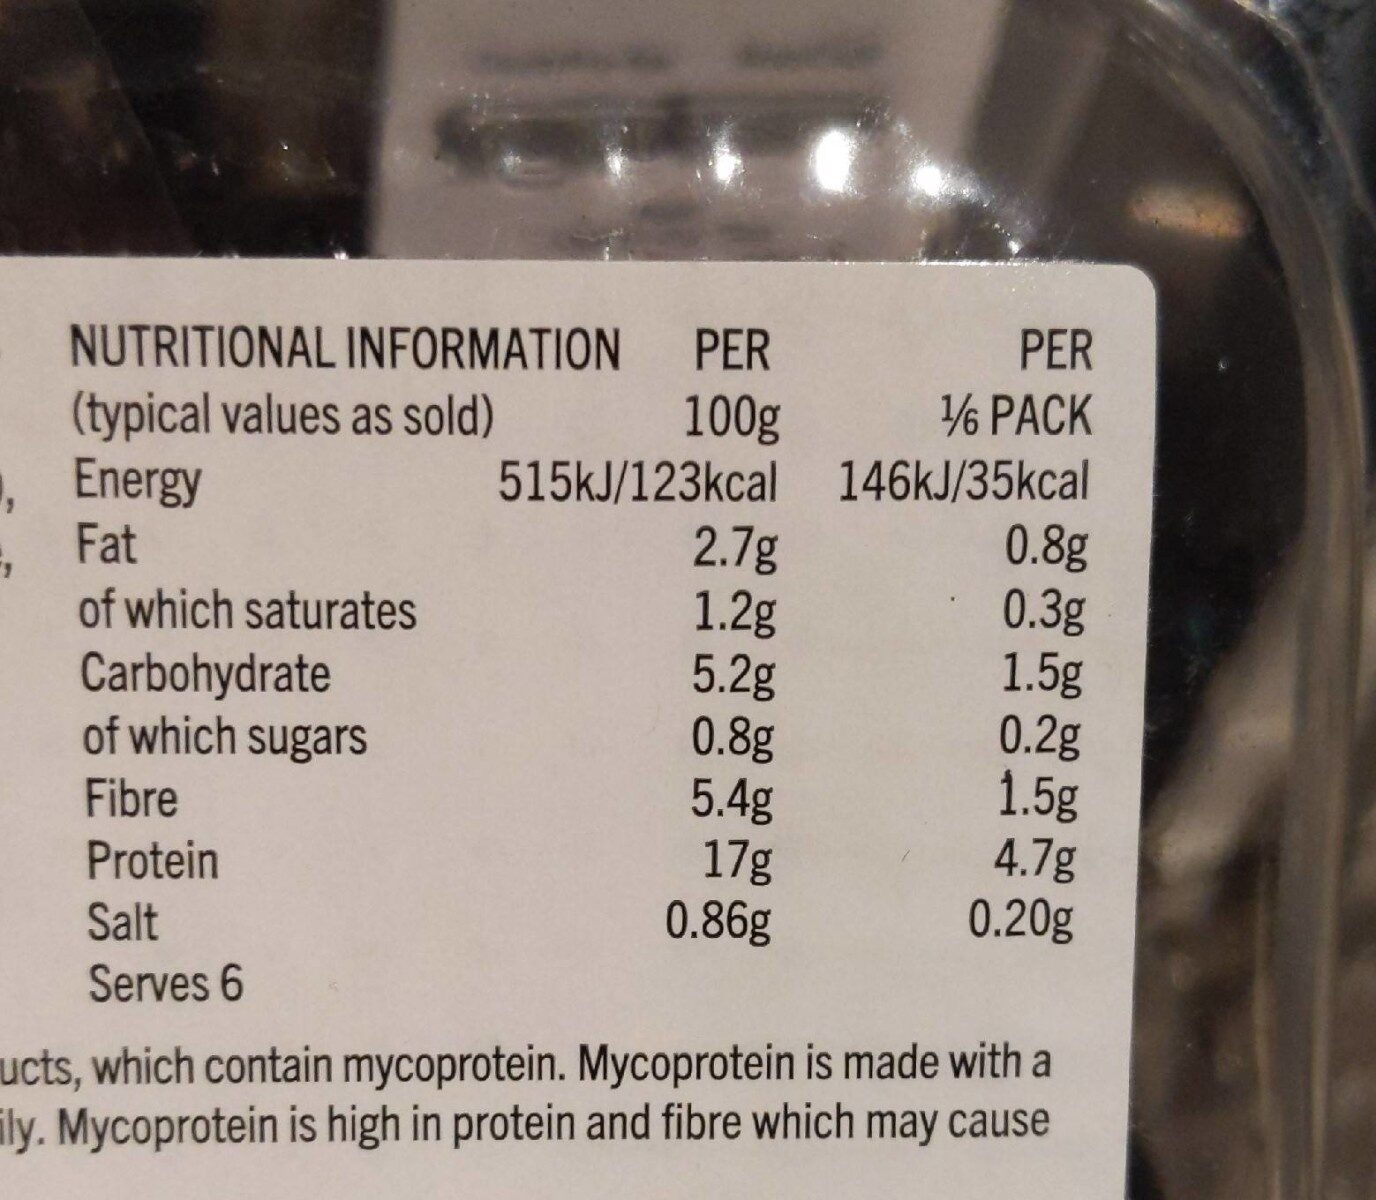 NUTRITIONAL INFORMATION PER PER
(typical values as sold) 100g ⅙ PACK
Energy 515kJ/123kcal 146kJ/35kcal
Fat 2.7g 0.8g
of which saturates 1.2g 0.3g
Carbohydrate 5.2g 1.5g
of which sugars 0.8g 0.2g
Fibre 5.4g 1.5g
Protein 17g 4.7g
Salt 0.86g 0.20g
Serves 6
ucts, which contain mycoprotein. Mycoprotein is made with a
ily. Mycoprotein is high in protein and fibre which may cause